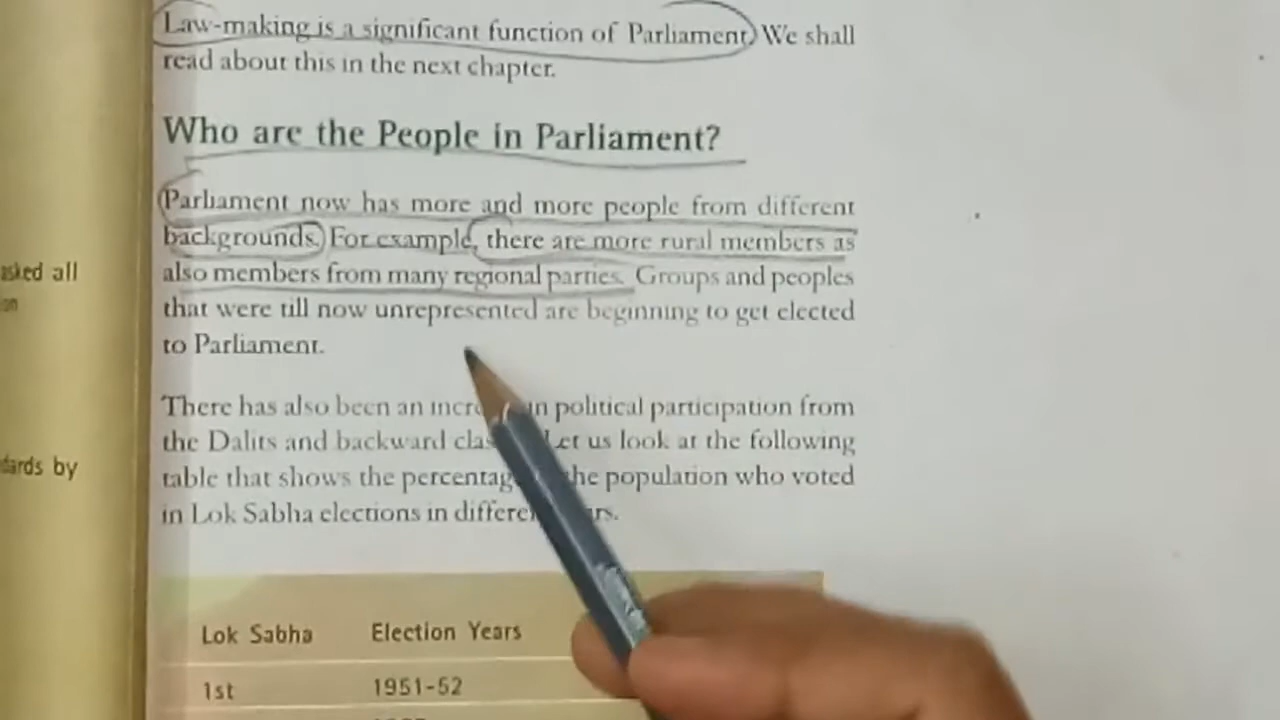 Law-making is a significant function of Parliament. We shall
read about this in the next chapter.
Who are the People in Parliament?
Parliament now has more and more people from different
backgrounds. For example, there are more rural members as
also members from many regional parties. Groups and peoples
that were till now unrepresented are beginning to get elected
to Parliament.
asked all
on
There has also been an in political participation from
the Dalits and backward Let us look at the following
table that shows the the population who voted
in Lok Sabha elections in
dards by
Lok Sabha Election Years
1st 1951-52